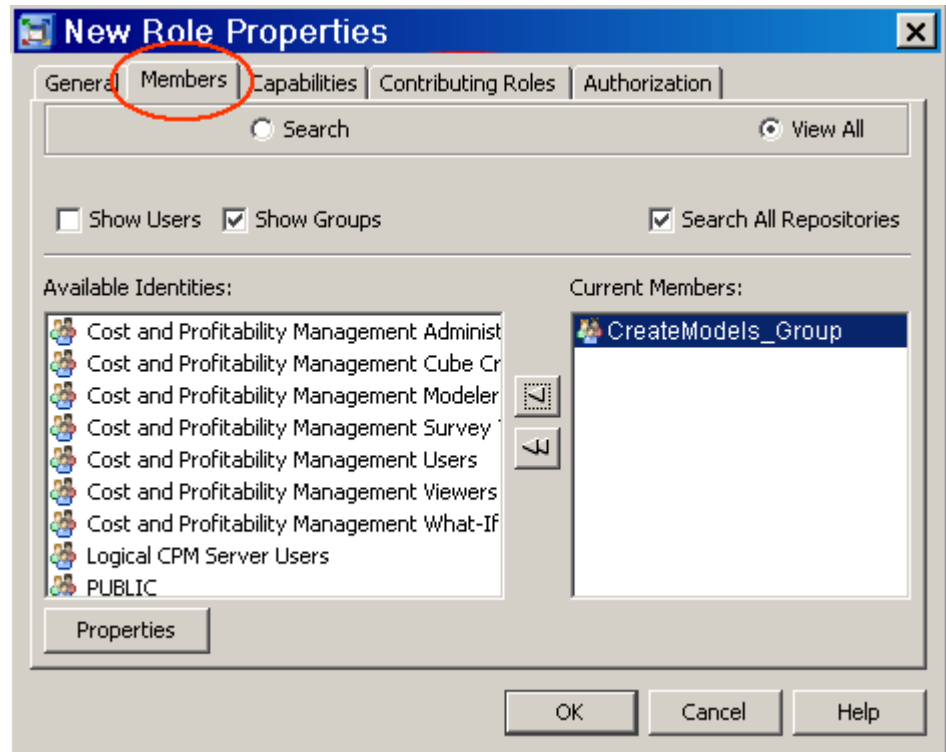 New Role Properties
General Members Capabilities Contributing Roles Authorization
Search View All
Show Users Show Groups Search All Repositories
Available Identities: Current Members:
Cost and Profitability Management Administ CreateModels_Group
Cost and Profitability Management Cube Cr
Cost and Profitability Management Modeler
Cost and Profitability Management Survey
Cost and Profitability Management Users
Cost and Profitability Management Viewers
Cost and Profitability Management What-If
Logical CPM Server Users
PUBLIC
Properties
OK Cancel Help